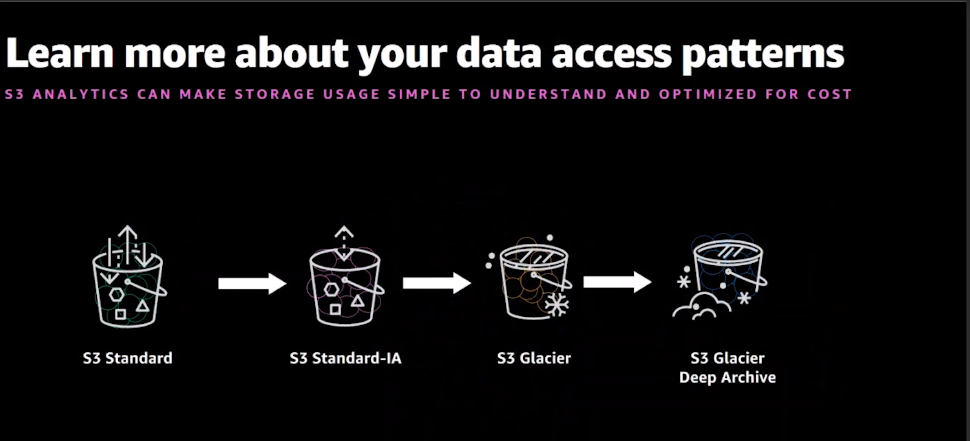 Learn more about your data access patterns
S3 ANALYTICS CAN MAKE STORAGE USAGE SIMPLE TO UNDERSTAND AND OPTIMIZED FOR COST
S3 Standard
S3 Standard-IA
S3 Glacier
S3 Glacier
Deep Archive